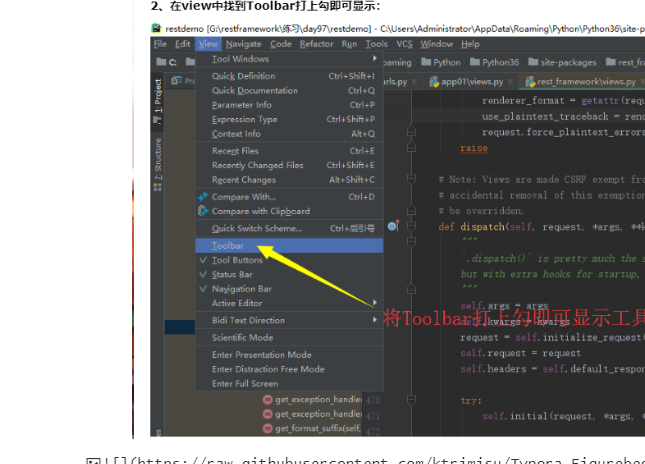 2、在view中找到Toolbar打上勾即可显示：
restdemo [G:\restframework\练习\day97\restdemo] - C:\Users\Administrator\AppData\Roaming\Python\Python36\site-p
File Edit View Navigate Code Refactor Run Tools VCS Window Help
C: Tool Windows oaming Python Python36 site-packages rest_fra
1: Project Pr Quick Definition Ctrl+Shift+I rls.py app01\views.py rest_framework\views.py
Quick Documentation Ctrl+Q renderer_format = getattr(requ
Parameter Info Ctrl+P use_plaintext_traceback = rend
Expression Type Ctrl+Shift+P request.force_plaintext_errors
Context Info Alt+Q raise
7: Structure
Recent Files Ctrl+E
Recently Changed Files Ctrl+Shift+E
Recent Changes Alt+Shift+C # Note: Views are made CSRF exempt fro
Compare With... Ctrl+D # accidental removal of this exemption
Compare with Clipboard # be overridden.
Quick Switch Scheme... Ctrl+后引号 def dispatch(self, request, *args, **k
Toolbar """
Tool Buttons `.dispatch()` is pretty much the s
Status Bar but with extra hooks for startup,
Navigation Bar """
Active Editor self.args = args
Bidi Text Direction self.kwargs = kwargs
将Toolbar打上勾即可显示工具
Scientific Mode request = self.initialize_request(
Enter Presentation Mode self.request = request
Enter Distraction Free Mode self.headers = self.default_respon
Enter Full Screen
get_exception_handler 470 try:
get_exception_handler 471 self.initial(request, *args, *
get_format_suffix(self, 472
![](https://raw.githubusercontent.com/ktrimisu/Typora-Figurebed